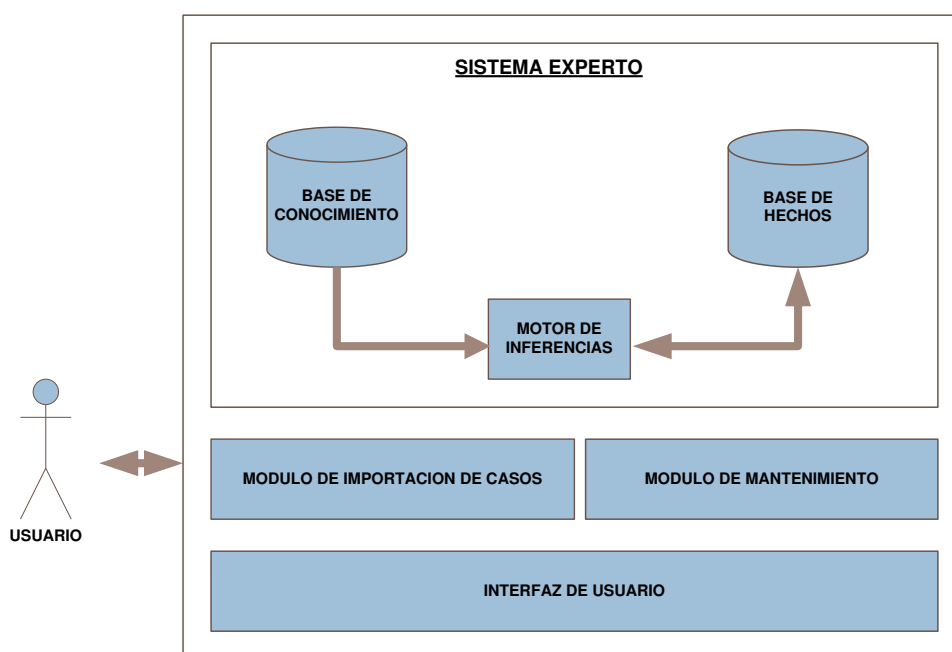 SISTEMA EXPERTO
BASE DE
CONOCIMIENTO
BASE DE
HECHOS
MOTOR DE
INFERENCIAS
MODULO DE IMPORTACION DE CASOS
MODULO DE MANTENIMIENTO
USUARIO
INTERFAZ DE USUARIO